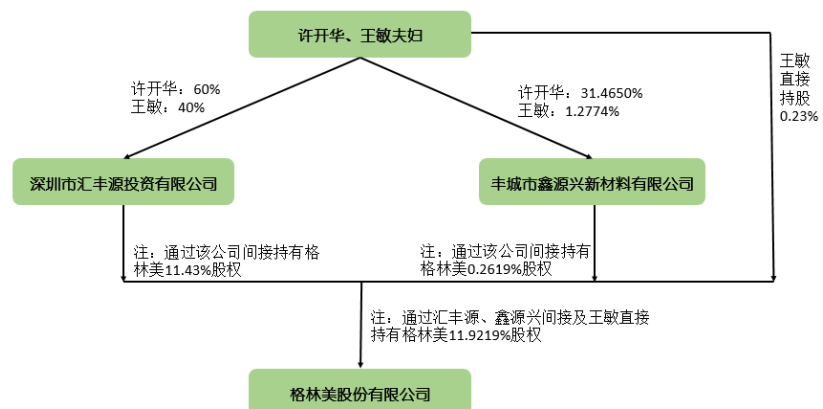 许开华、王敏夫妇
许开华：60%
王敏：40%
许开华：31.4650%
王敏：1.2774%
王敏
直接
持股
0.23%
深圳市汇丰源投资有限公司
丰城市鑫源兴新材料有限公司
注：通过该公司间接持有格
林美11.43%股权
注：通过该公司间接持有
格林美0.2619%股权
注：通过汇丰源、鑫源兴间接及王敏直接
持有格林美11.9219%股权
格林美股份有限公司